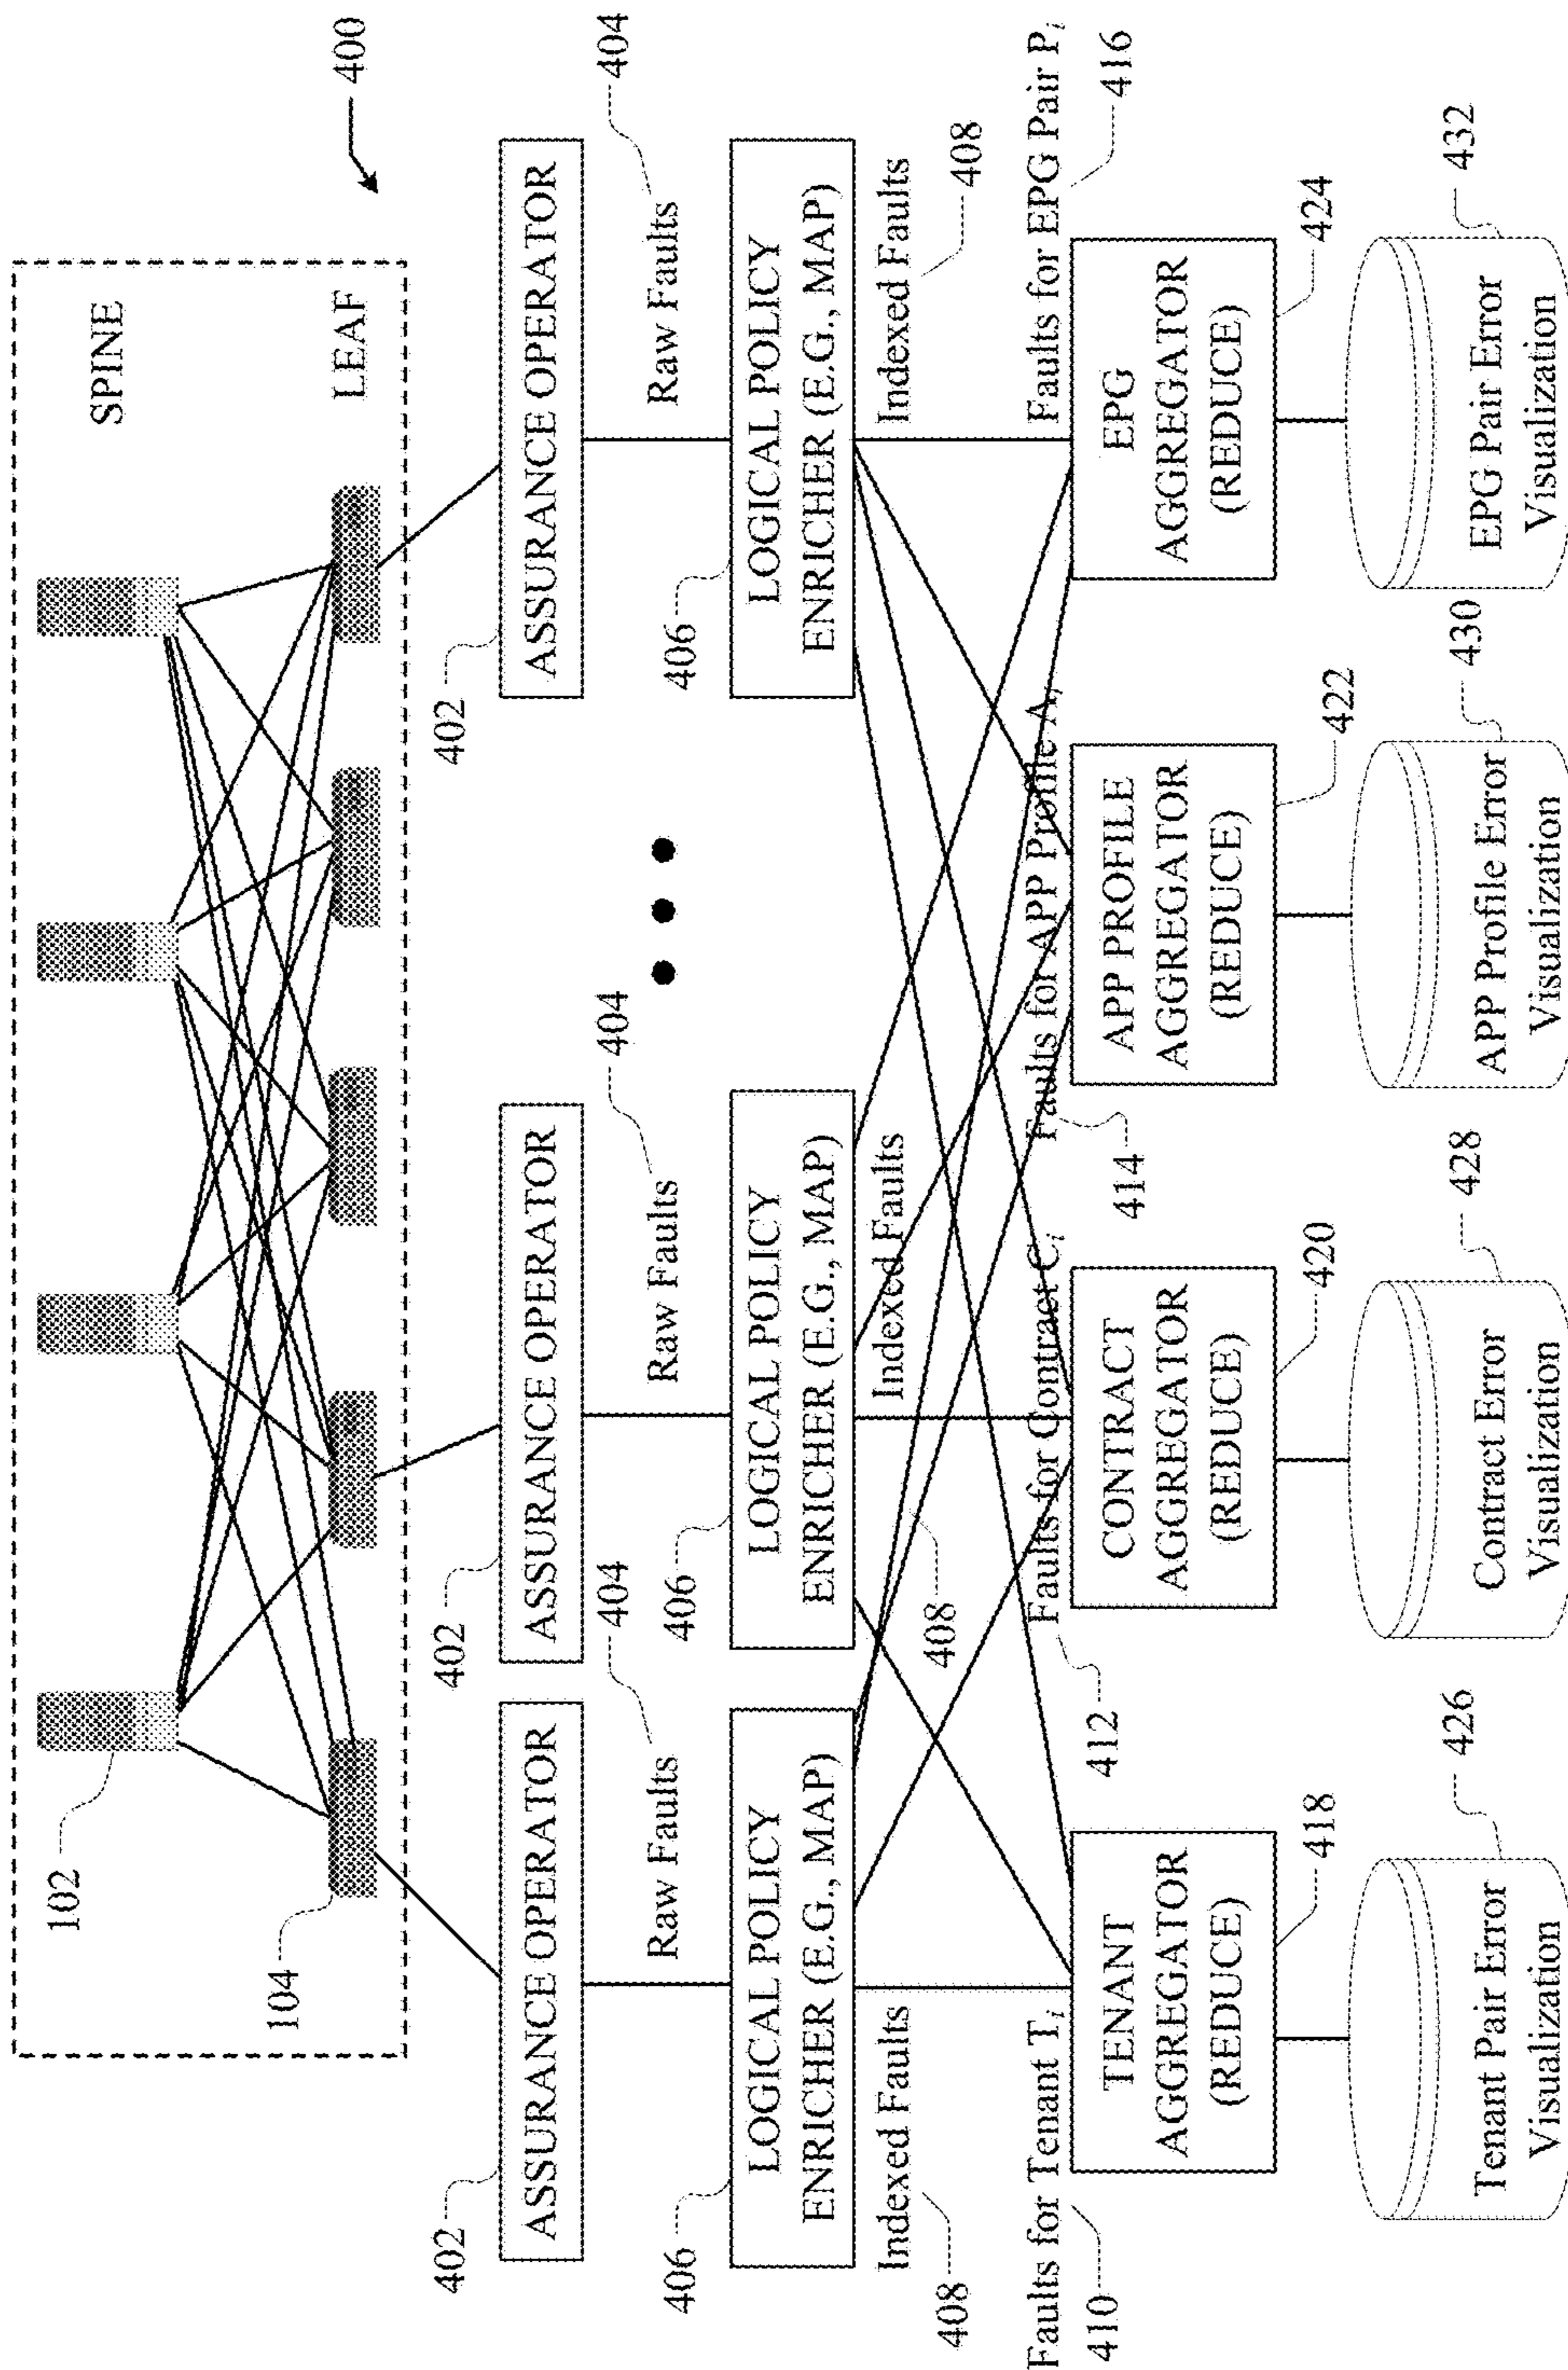 SPINE
LEAF
102
104
400
402
ASSURANCE OPERATOR
402
ASSURANCE OPERATOR
402
ASSURANCE OPERATOR
Raw Faults
404
Raw Faults
404
Raw Faults
404
406
LOGICAL POLICY
ENRICHER (E.G., MAP)
406
LOGICAL POLICY
ENRICHER (E.G., MAP)
406
LOGICAL POLICY
ENRICHER (E.G., MAP)
Indexed Faults
408
Indexed Faults
408
Indexed Faults
408
Faults for Tenant Ti
410
Faults for Contract Ci
412
Faults for APP Profile Ai
414
Faults for EPG Pair Pi
416
TENANT
AGGREGATOR
(REDUCE)
418
CONTRACT
AGGREGATOR
(REDUCE)
420
APP PROFILE
AGGREGATOR
(REDUCE)
422
EPG
AGGREGATOR
(REDUCE)
424
Tenant Pair Error
Visualization
426
Contract Error
Visualization
428
APP Profile Error
Visualization
430
EPG Pair Error
Visualization
432